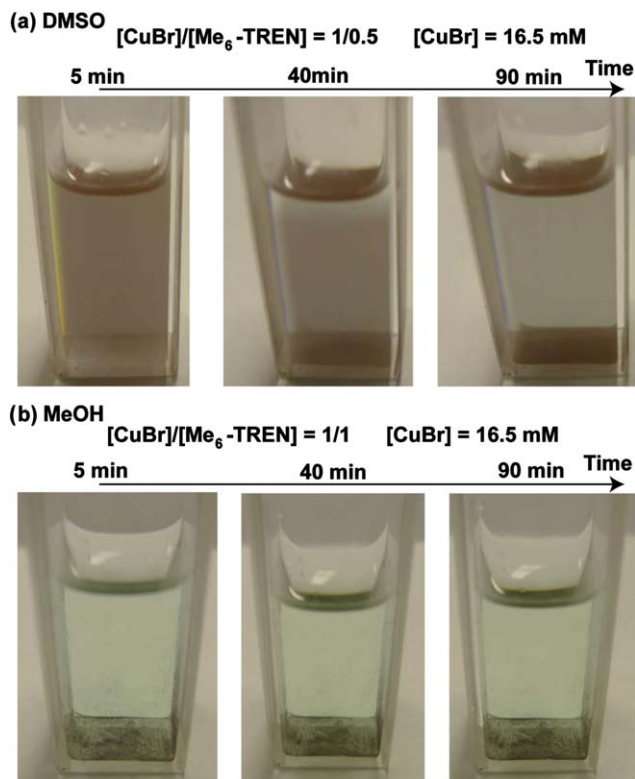 (a) DMSO
[CuBr]/[Me₆-TREN] = 1/0.5 [CuBr] = 16.5 mM
Time
5 min 40min 90 min
(b) MeOH
[CuBr]/[Me₆-TREN] = 1/1 [CuBr] = 16.5 mM
Time
5 min 40 min 90 min